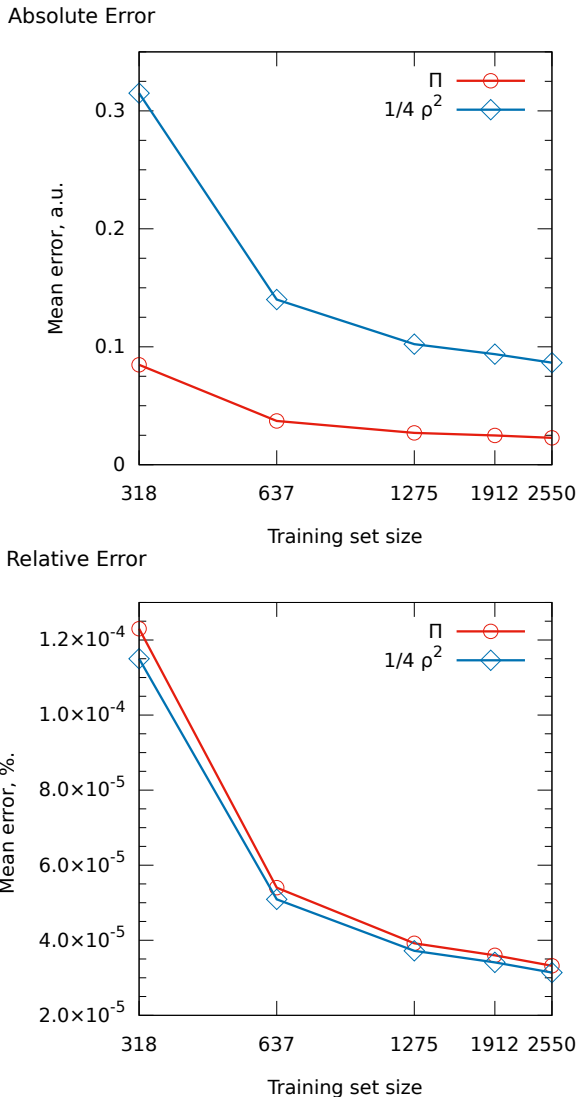 Absolute Error
Π
1/4 ρ²
0.3
0.2
0.1
0
Mean error, a.u.
318 637 1275 1912 2550
Training set size
Relative Error
Π
1/4 ρ²
1.2×10⁻⁴
1.0×10⁻⁴
8.0×10⁻⁵
6.0×10⁻⁵
4.0×10⁻⁵
2.0×10⁻⁵
Mean error, %.
318 637 1275 1912 2550
Training set size